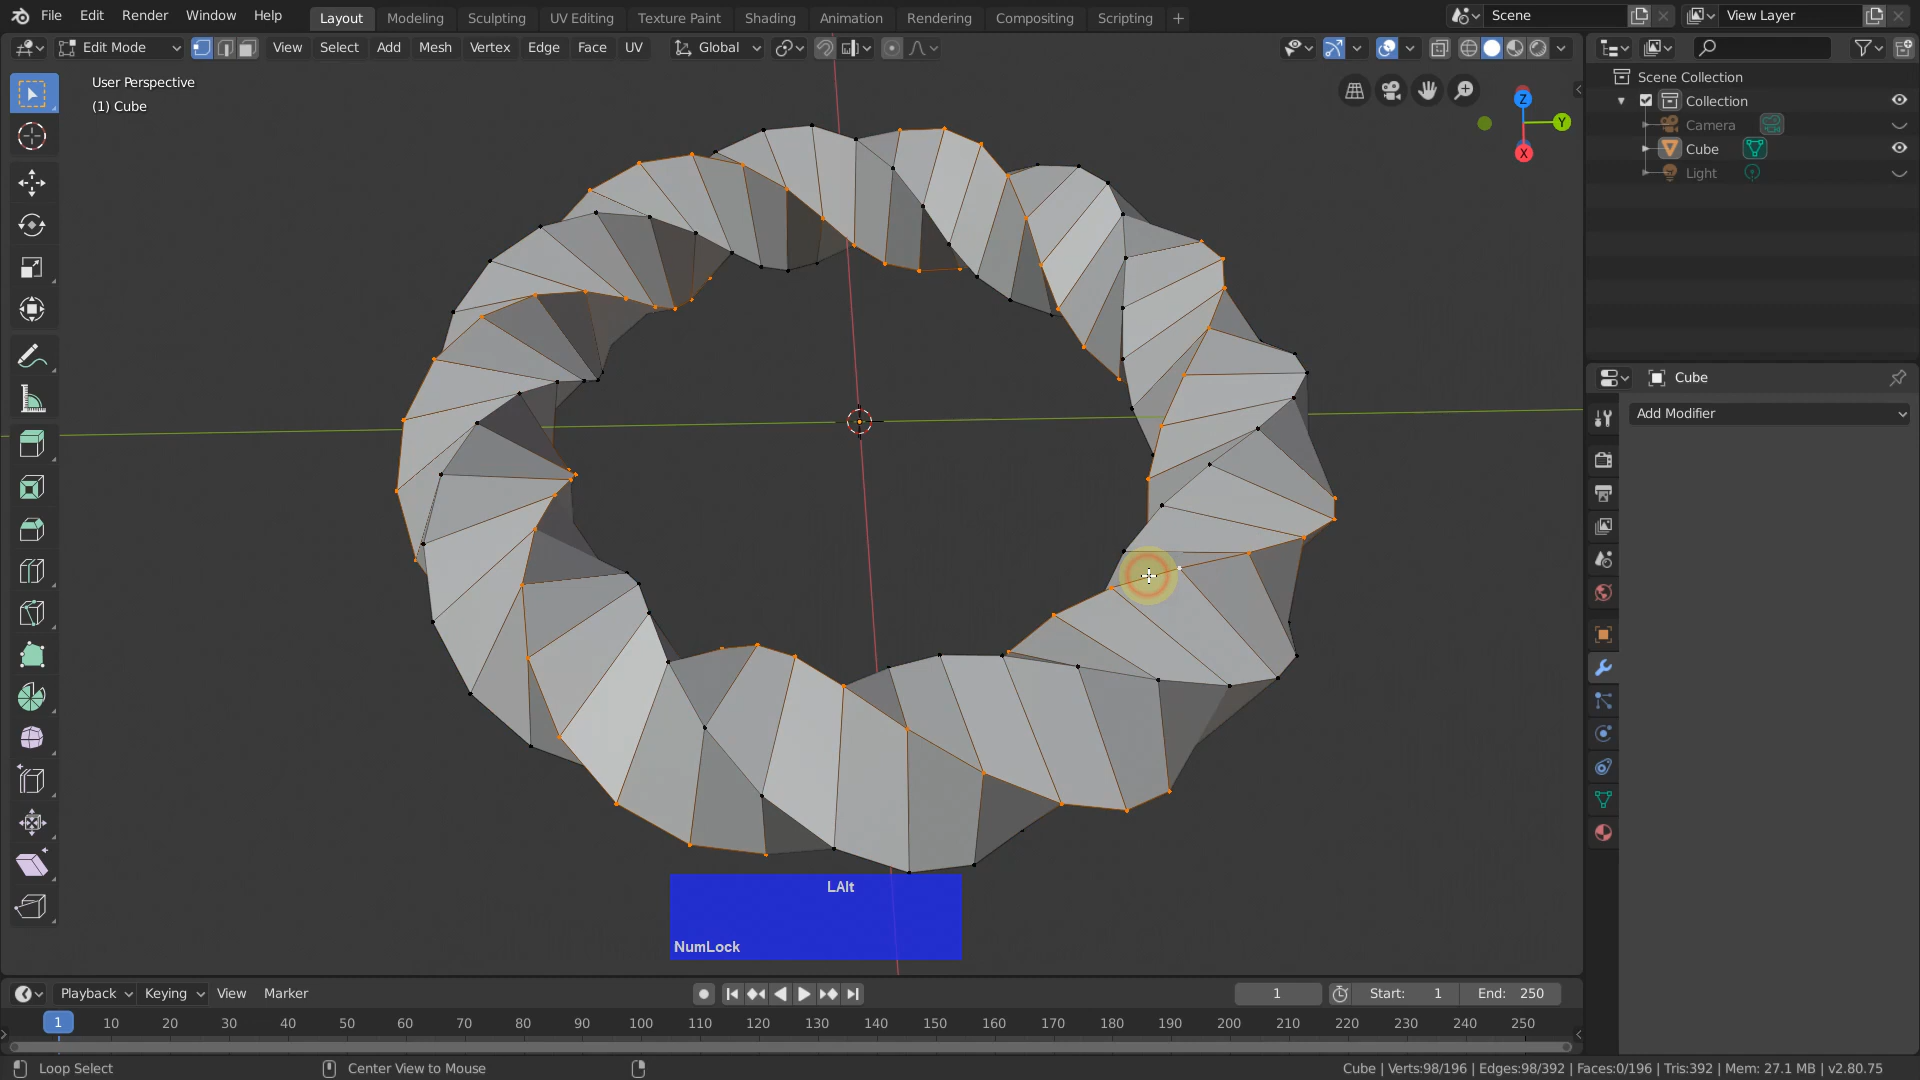 File Edit Render Window Help Layout Modeling Sculpting UV Editing Texture Paint Shading Animation Rendering Compositing Scripting + Scene View Layer
Edit Mode View Select Add Mesh Vertex Edge Face UV Global
User Perspective
(1) Cube
Z
Y
X
Scene Collection
Collection
Camera
Cube
Light
Cube
Add Modifier
LAlt
NumLock
Playback Keying View Marker 1 Start: 1 End: 250
1 10 20 30 40 50 60 70 80 90 100 110 120 130 140 150 160 170 180 190 200 210 220 230 240 250
Loop Select Center View to Mouse Cube | Verts:98/196 | Edges:98/392 | Faces:0/196 | Tris:392 | Mem: 27.1 MB | v2.80.75